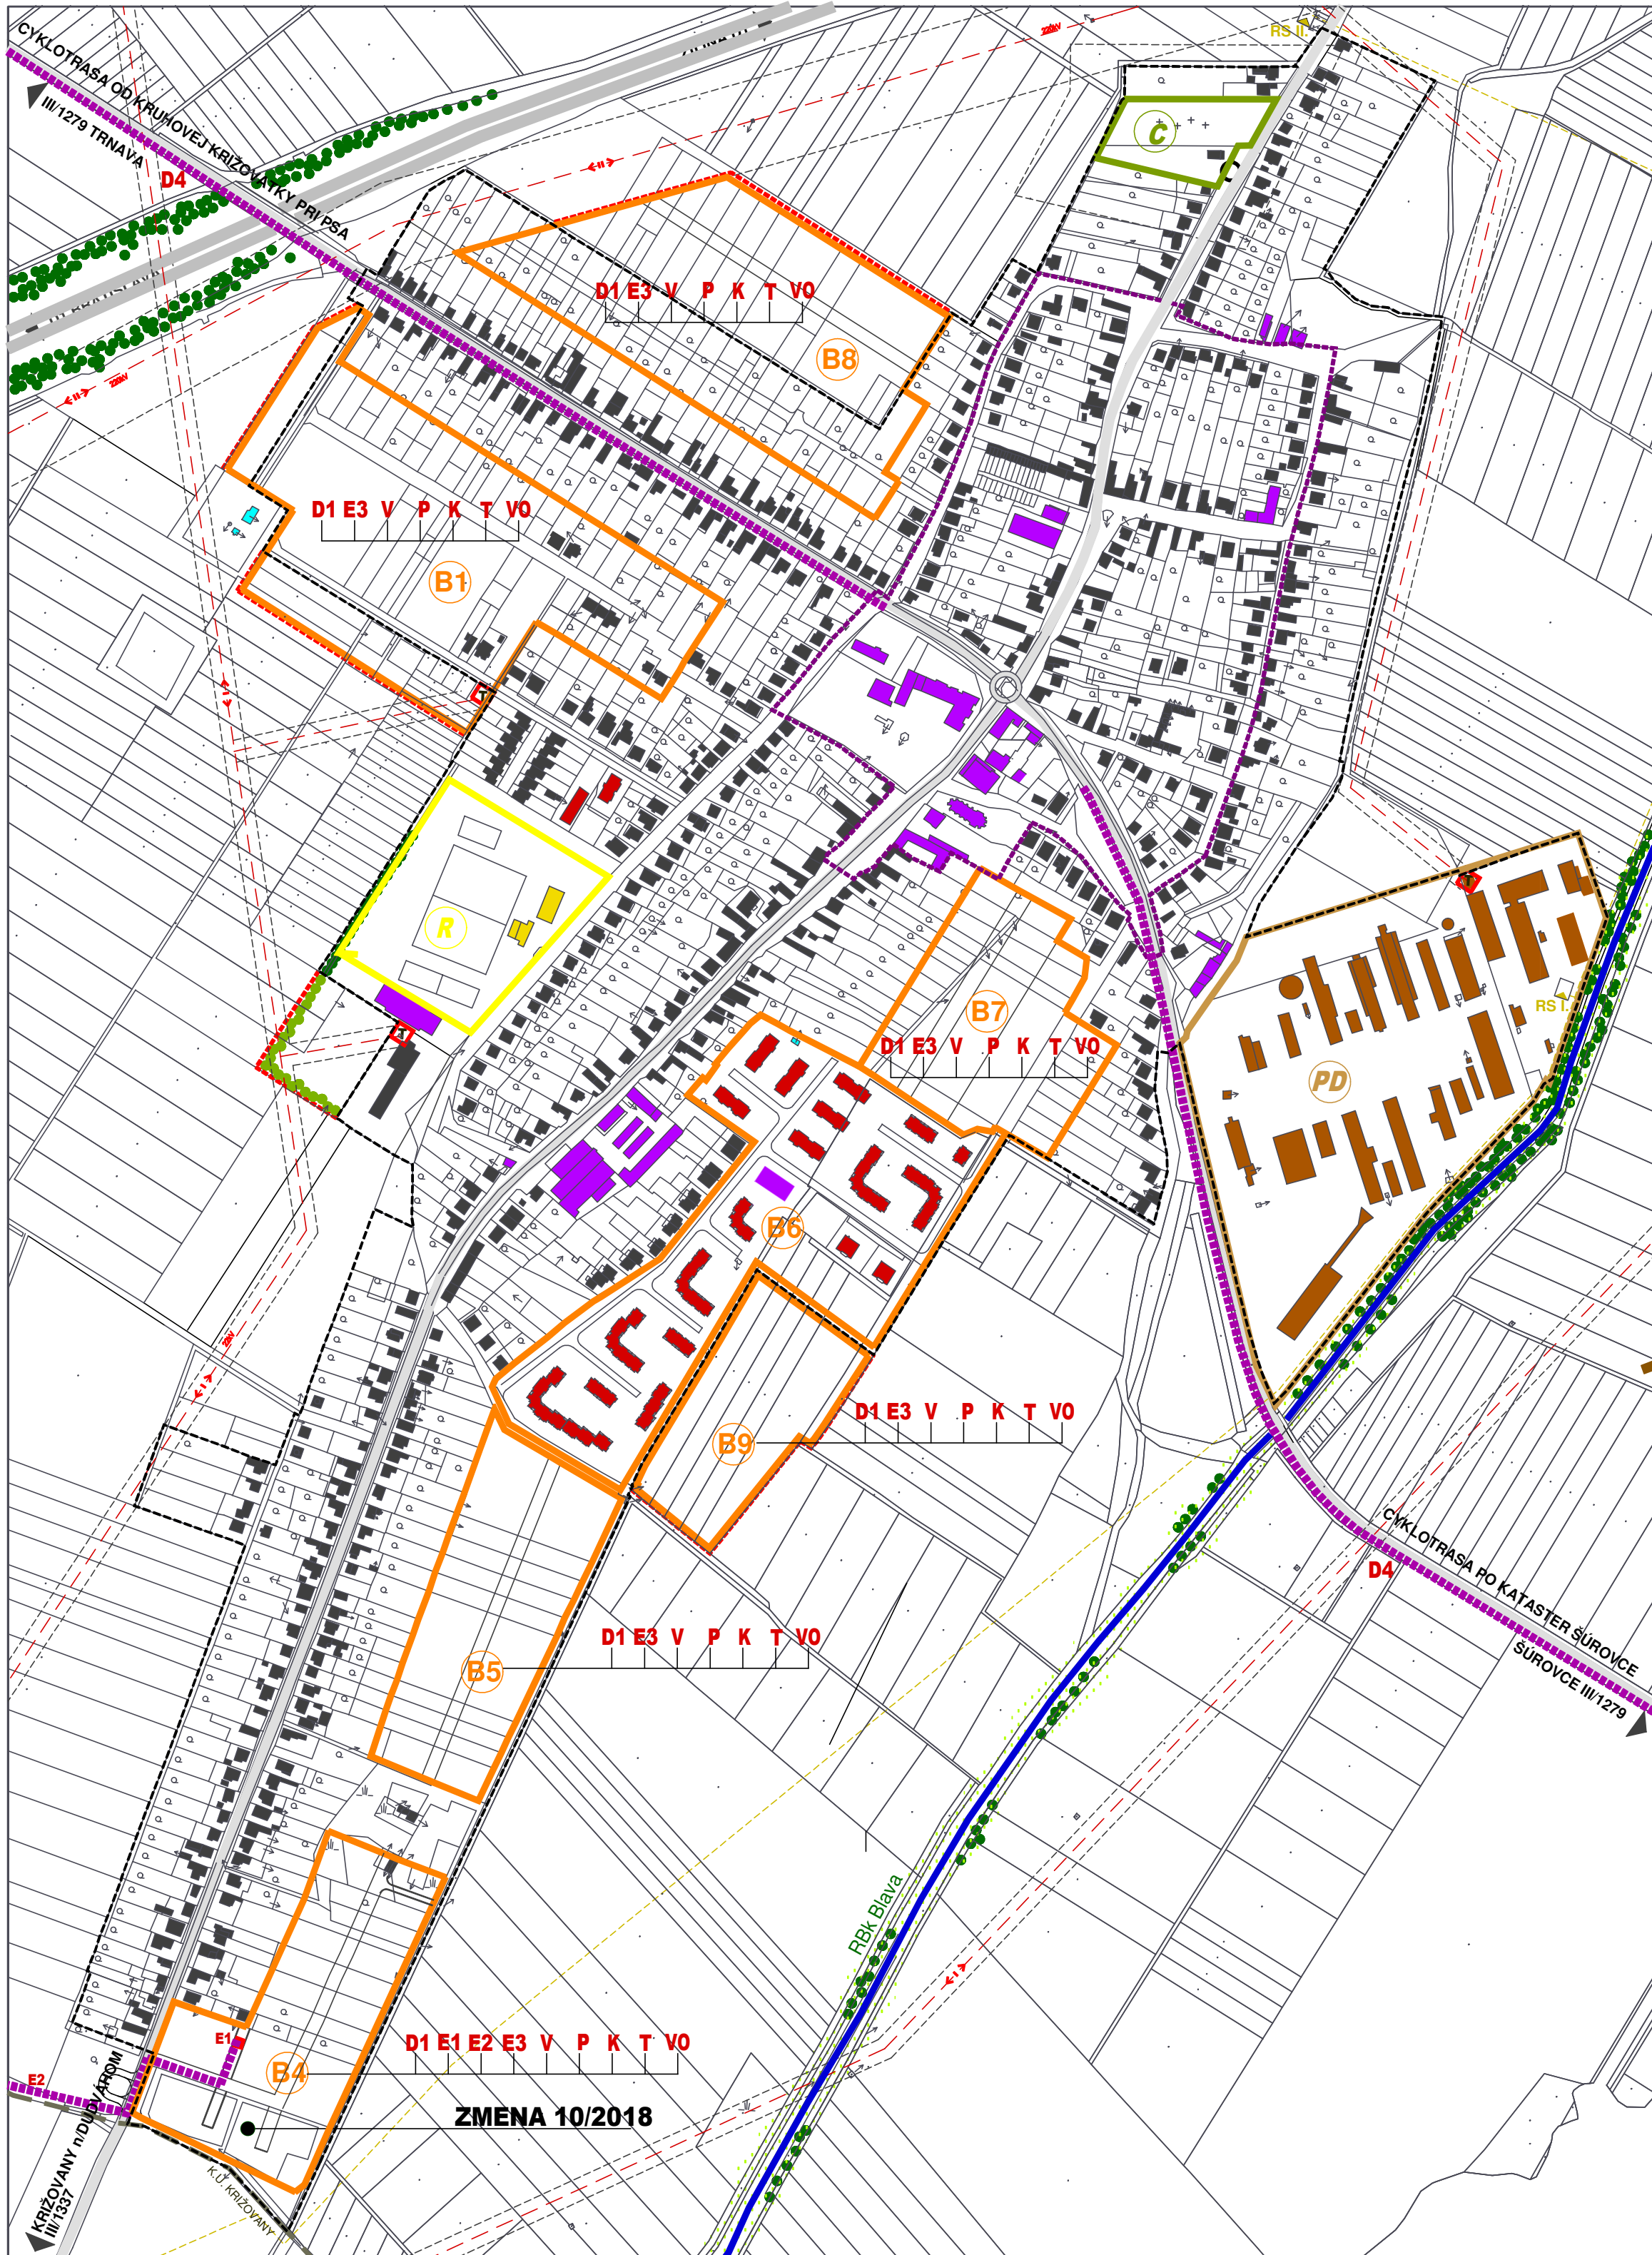 RS II.
220kV
CYKLOTRASA OD KRUHOVEJ KRIŽOVATKY PRI PSA
III/1279 TRNAVA
D4
C
D1 E3 V P K T VO
B8
220kV
D1 E3 V P K T VO
B1
T
R
T
T
RS I.
PD
B7
D1 E3 V P K T VO
B6
22kV
D1 E3 V P K T VO
B9
CYKLOTRASA PO KATASTER ŠÚROVCE
D4
ŠÚROVCE III/1279
D1 E3 V P K T VO
B5
RBk Blava
E1
D1 E1 E2 E3 V P K T VO
B4
E2
ZMENA 10/2018
KRIŽOVANY n/DUDVÁHOM
III/1337
K.Ú. KRIŽOVANY